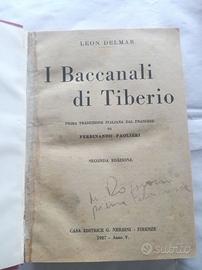 LEON DELMAR
I Baccanali
di Tiberio
PRIMA TRADUZIONE ITALIANA DAL FRANCESE
DI
FERDINANDO PAOLIERI
SECONDA EDIZIONE
CASA EDITRICE G. NERBINI - FIRENZE
1927 - Anno V.
subito